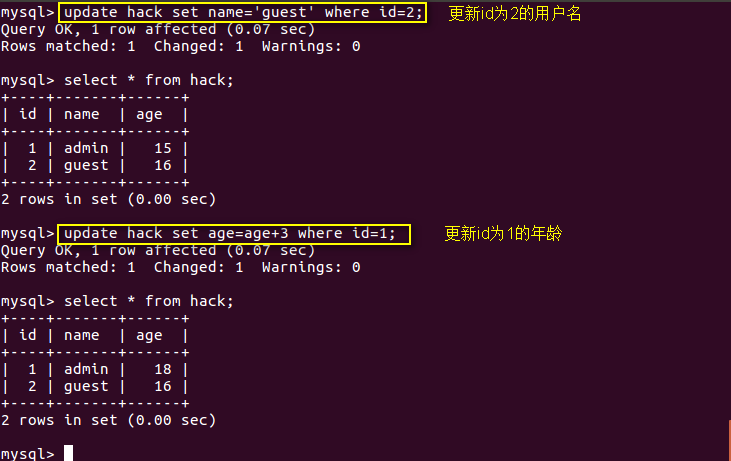 mysql> update hack set name='guest' where id=2; 更新id为2的用户名
Query OK, 1 row affected (0.07 sec)
Rows matched: 1  Changed: 1  Warnings: 0
mysql> select * from hack;
+----+-------+------+
| id | name  | age  |
+----+-------+------+
|  1 | admin |   15 |
|  2 | guest |   16 |
+----+-------+------+
2 rows in set (0.00 sec)
mysql> update hack set age=age+3 where id=1; 更新id为1的年龄
Query OK, 1 row affected (0.07 sec)
Rows matched: 1  Changed: 1  Warnings: 0
mysql> select * from hack;
+----+-------+------+
| id | name  | age  |
+----+-------+------+
|  1 | admin |   18 |
|  2 | guest |   16 |
+----+-------+------+
2 rows in set (0.00 sec)
mysql>